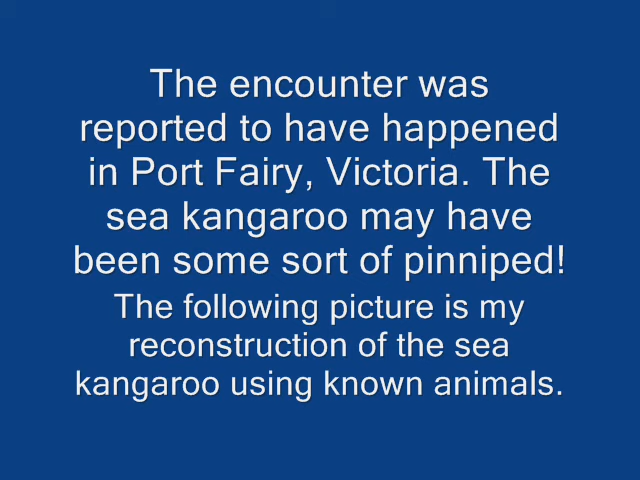 The encounter was
reported to have happened
in Port Fairy, Victoria. The
sea kangaroo may have
been some sort of pinniped!
The following picture is my
reconstruction of the sea
kangaroo using known animals.